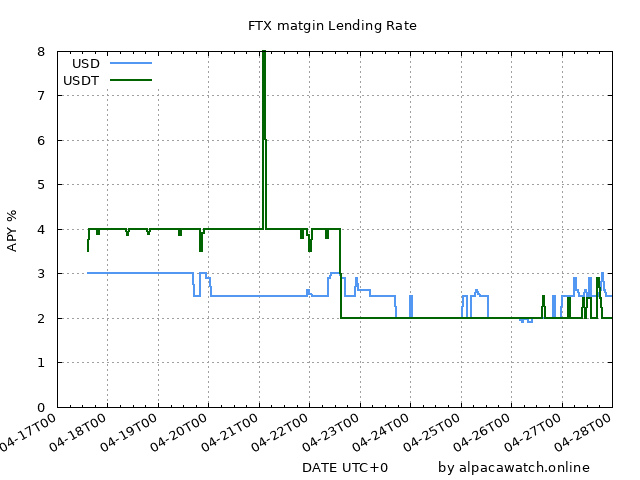 FTX matgin Lending Rate
USD
USDT
8
7
6
5
4
3
2
1
0
APY %
04-17T00
04-18T00
04-19T00
04-20T00
04-21T00
04-22T00
04-23T00
04-24T00
04-25T00
04-26T00
04-27T00
04-28T00
DATE UTC+0
by alpacawatch.online